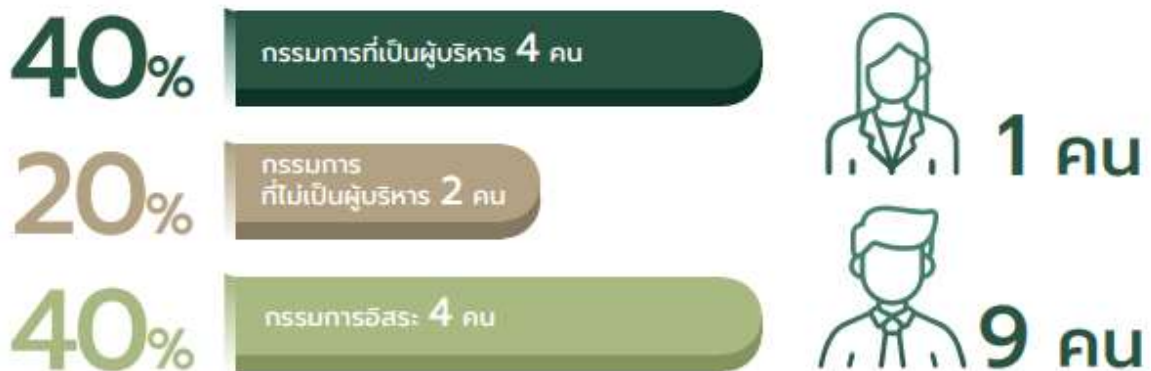 40%
กรรมการที่เป็นผู้บริหาร 4 คน
20%
กรรมการ
ที่ไม่เป็นผู้บริหาร 2 คน
40%
กรรมการอิสระ 4 คน
1 คน
9 คน